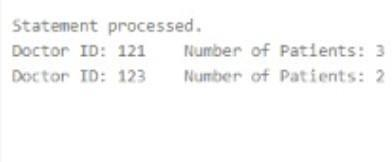 Statement processed.
Doctor ID: 121    Number of Patients: 3
Doctor ID: 123    Number of Patients: 2